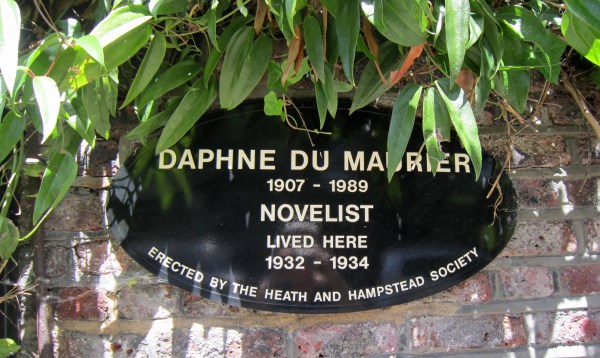 DAPHNE DU MAURIER
1907 - 1989
NOVELIST
LIVED HERE
1932 - 1934
ERECTED BY THE HEATH AND HAMPSTEAD SOCIETY